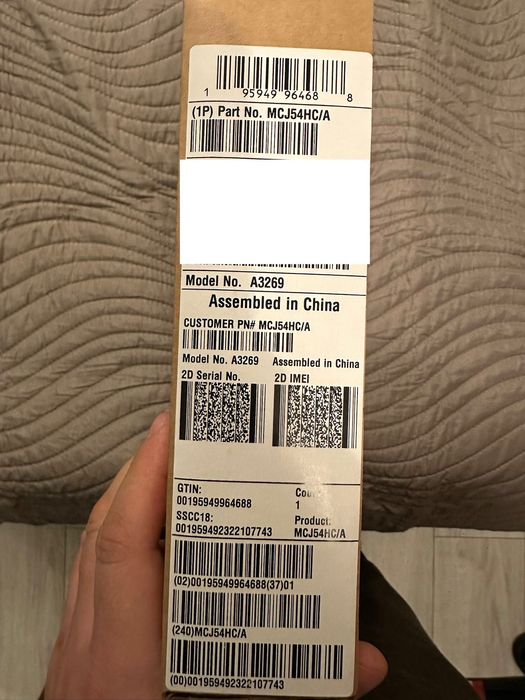 1 95949 96468 8
(1P) Part No. MCJ54HC/A
Model No. A3269
Assembled in China
CUSTOMER PN# MCJ54HC/A
Model No. A3269 Assembled in China
2D Serial No. 2D IMEI
GTIN:
00195949964688
1
SSCC18:
001959492322107743
Product:
MCJ54HC/A
(02)00195949964688(37)01
(240)MCJ54HC/A
(00)001959492322107743